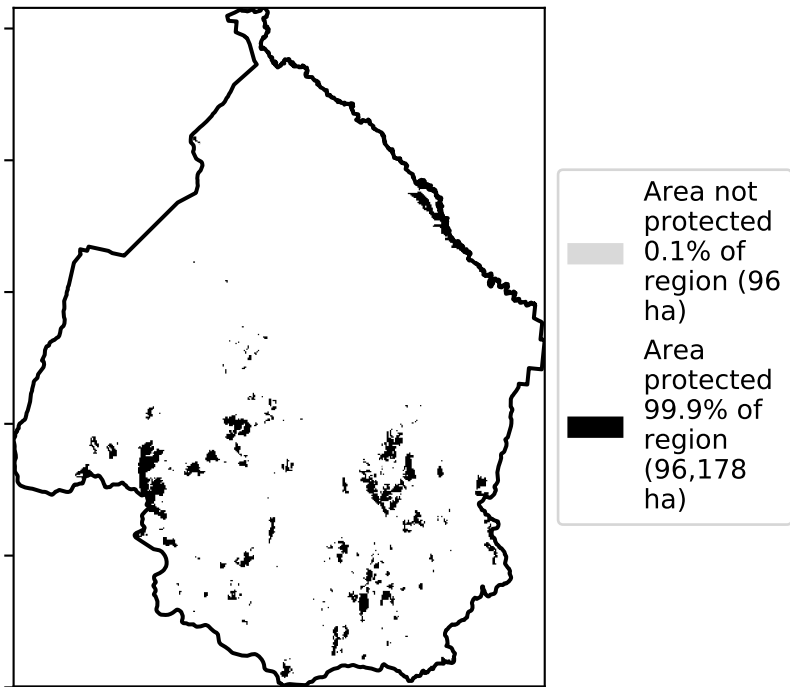 Area not
protected
0.1% of
region (96
ha)
Area
protected
99.9% of
region
(96,178
ha)